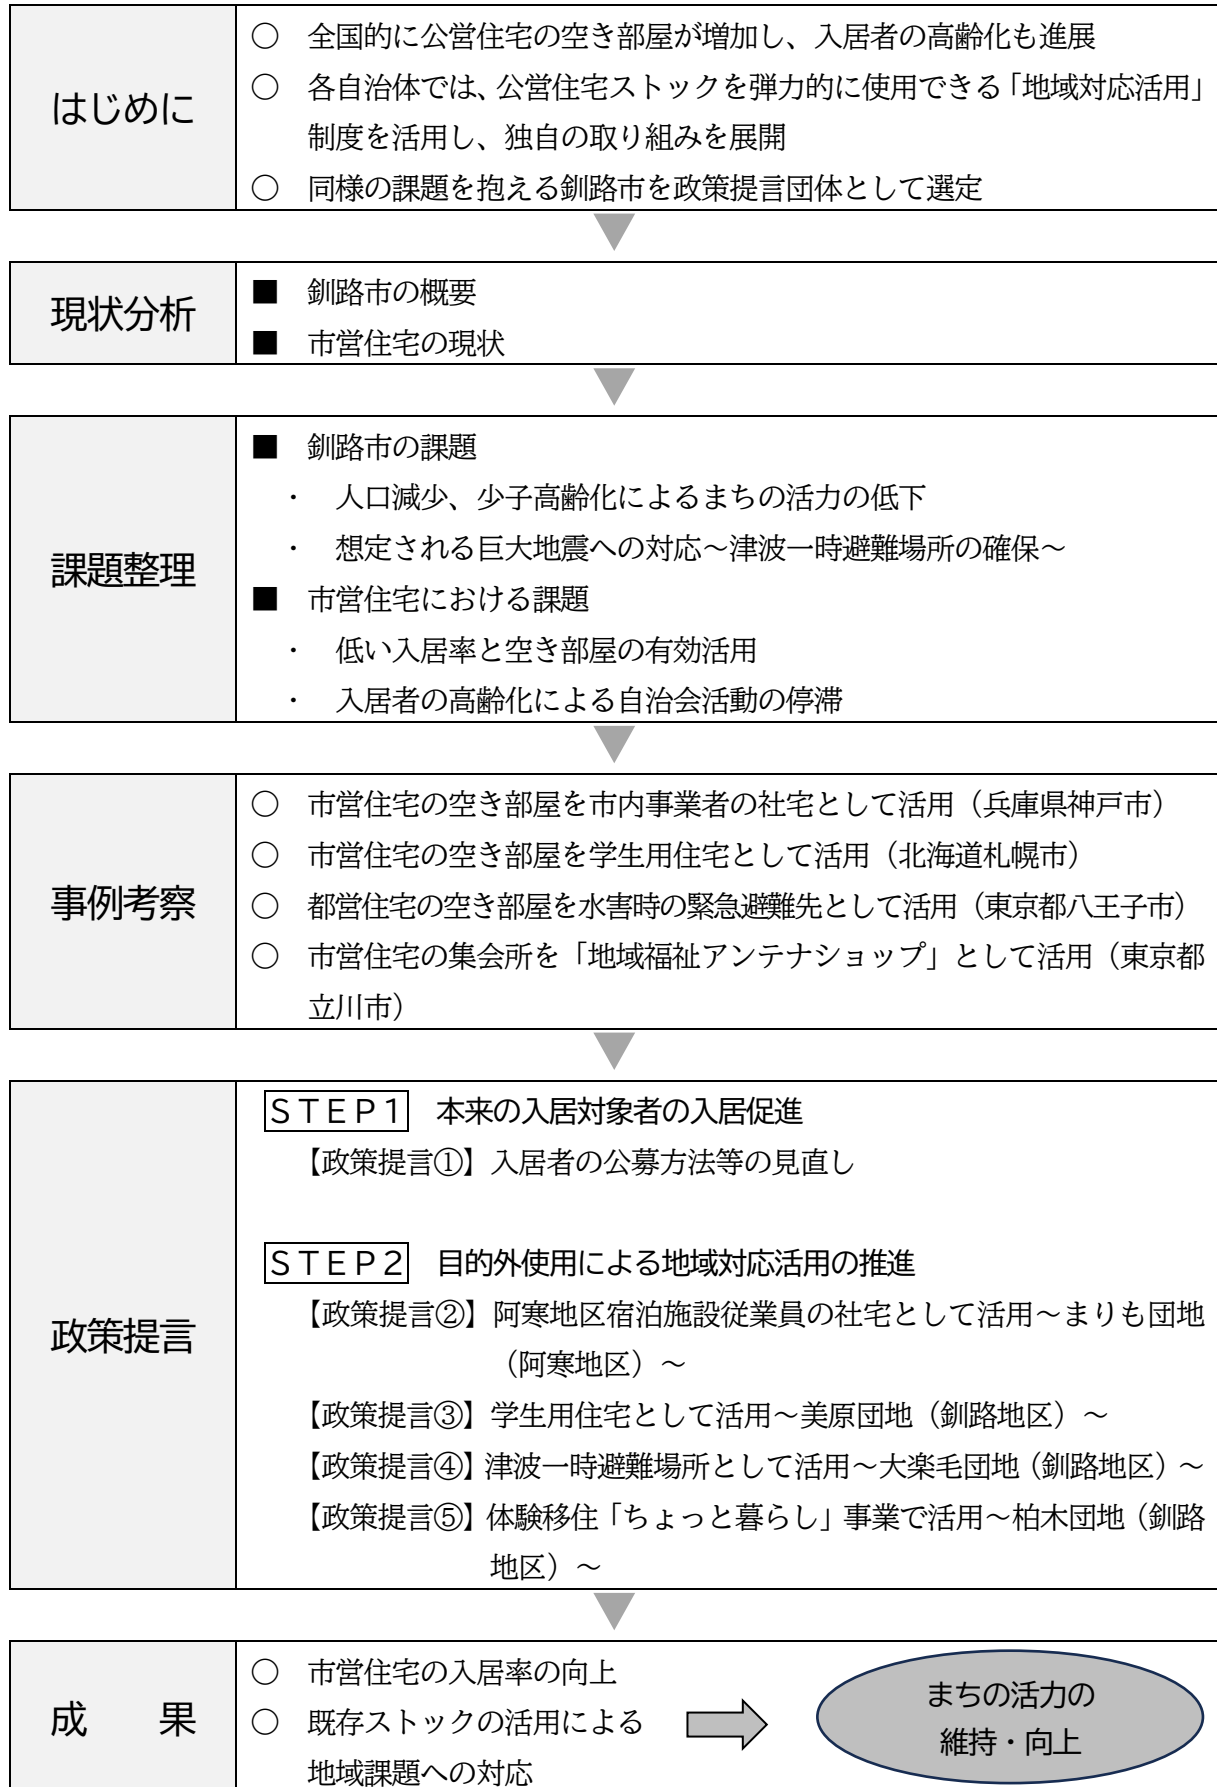 はじめに
○　全国的に公営住宅の空き部屋が増加し、入居者の高齢化も進展
○　各自治体では、公営住宅ストックを弾力的に使用できる「地域対応活用」
制度を活用し、独自の取り組みを展開
○　同様の課題を抱える釧路市を政策提言団体として選定
現状分析
■　釧路市の概要
■　市営住宅の現状
課題整理
■　釧路市の課題
・　人口減少、少子高齢化によるまちの活力の低下
・　想定される巨大地震への対応～津波一時避難場所の確保～
■　市営住宅における課題
・　低い入居率と空き部屋の有効活用
・　入居者の高齢化による自治会活動の停滞
事例考察
○　市営住宅の空き部屋を市内事業者の社宅として活用（兵庫県神戸市）
○　市営住宅の空き部屋を学生用住宅として活用（北海道札幌市）
○　都営住宅の空き部屋を水害時の緊急避難先として活用（東京都八王子市）
○　市営住宅の集会所を「地域福祉アンテナショップ」として活用（東京都
立川市）
政策提言
ＳＴＥＰ１　本来の入居対象者の入居促進
【政策提言①】入居者の公募方法等の見直し
ＳＴＥＰ２　目的外使用による地域対応活用の推進
【政策提言②】阿寒地区宿泊施設従業員の社宅として活用～まりも団地
（阿寒地区）～
【政策提言③】学生用住宅として活用～美原団地（釧路地区）～
【政策提言④】津波一時避難場所として活用～大楽毛団地（釧路地区）～
【政策提言⑤】体験移住「ちょっと暮らし」事業で活用～柏木団地（釧路
地区）～
成　果
○　市営住宅の入居率の向上
○　既存ストックの活用による
地域課題への対応
まちの活力の
維持・向上